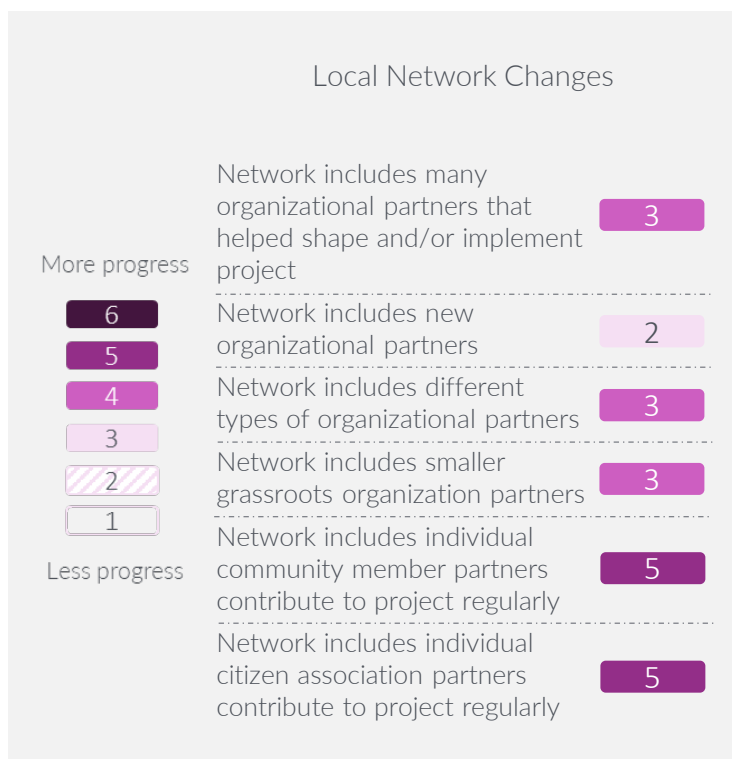 Local Network Changes
More progress
6
5
4
3
2
1
Less progress
Network includes many
organizational partners that
helped shape and/or implement
project
3
Network includes new
organizational partners
2
Network includes different
types of organizational partners
3
Network includes smaller
grassroots organization partners
3
Network includes individual
community member partners
contribute to project regularly
5
Network includes individual
citizen association partners
contribute to project regularly
5